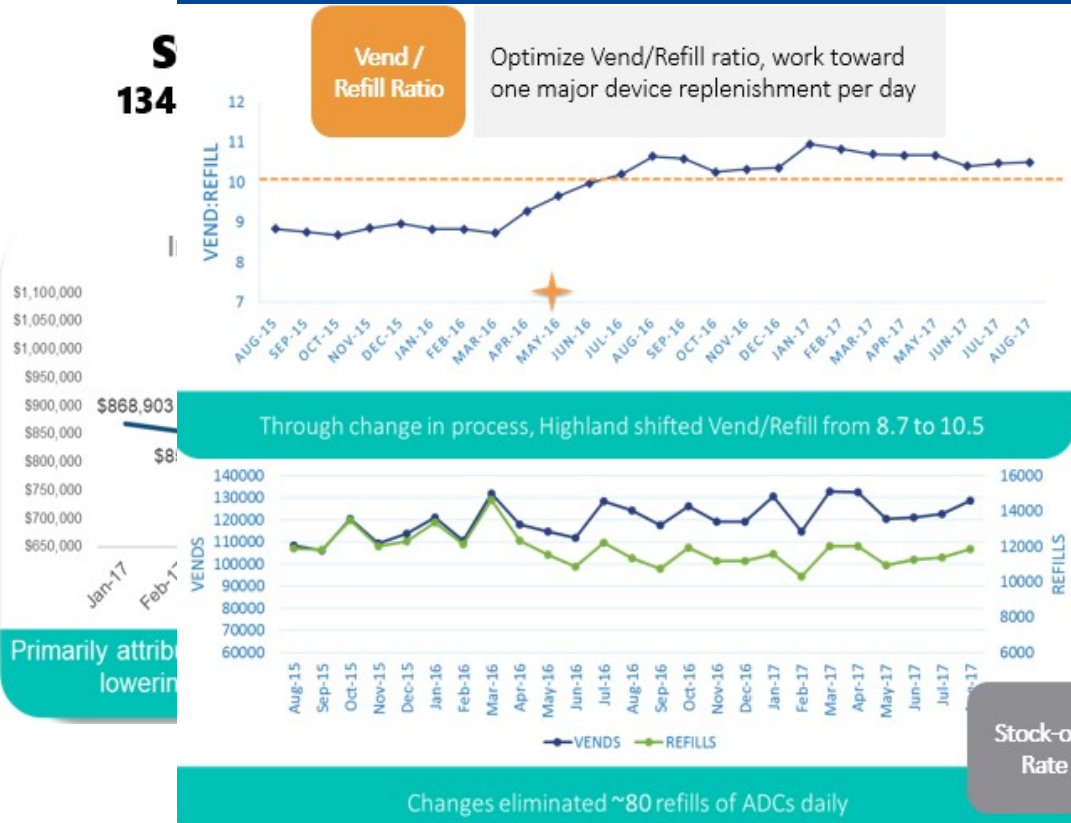 S
134
Vend /
Refill Ratio
Optimize Vend/Refill ratio, work toward
one major device replenishment per day
VEND:REFILL
12
11
10
9
8
7
AUG-15
SEP-15
OCT-15
NOV-15
DEC-15
JAN-16
FEB-16
MAR-16
APR-16
MAY-16
JUN-16
JUL-16
AUG-16
SEP-16
OCT-16
NOV-16
DEC-16
JAN-17
FEB-17
MAR-17
APR-17
MAY-17
JUN-17
JUL-17
AUG-17
$1,100,000
$1,050,000
$1,000,000
$950,000
$900,000
$850,000
$800,000
$750,000
$700,000
$650,000
$868,903
Jan-17
Primarily
Through change in process, Highland shifted Vend/Refill from 8.7 to 10.5
VENDS
140000
130000
120000
110000
100000
90000
80000
70000
60000
REFILLS
16000
14000
12000
10000
8000
6000
Aug-15
Sep-15
Oct-15
Nov-15
Dec-15
Jan-16
Feb-16
Mar-16
Apr-16
May-16
Jun-16
Jul-16
Aug-16
Sep-16
Oct-16
Nov-16
Dec-16
Jan-17
Feb-17
Mar-17
Apr-17
May-17
Jun-17
Jul-17
VENDS REFILLS
Rate
Changes eliminated ~80 refills of ADCs daily